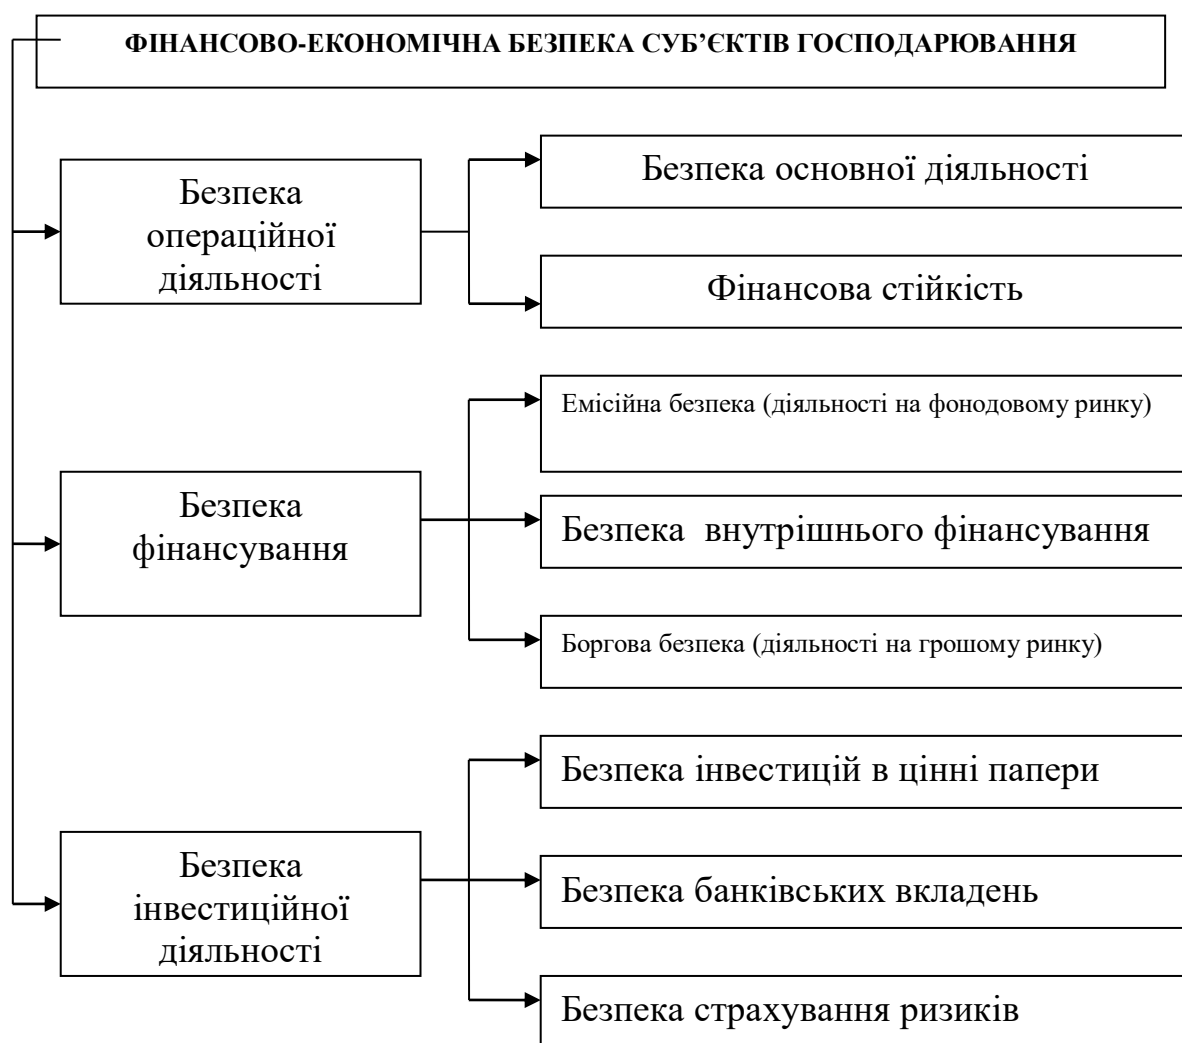 ФІНАНСОВО-ЕКОНОМІЧНА БЕЗПЕКА СУБ’ЄКТІВ ГОСПОДАРЮВАННЯ
Безпека
операційної
діяльності
Безпека основної діяльності
Фінансова стійкість
Безпека
фінансування
Емісійна безпека (діяльності на фонодовому ринку)
Безпека внутрішнього фінансування
Боргова безпека (діяльності на грошому ринку)
Безпека
інвестиційної
діяльності
Безпека інвестицій в цінні папери
Безпека банківських вкладень
Безпека страхування ризиків